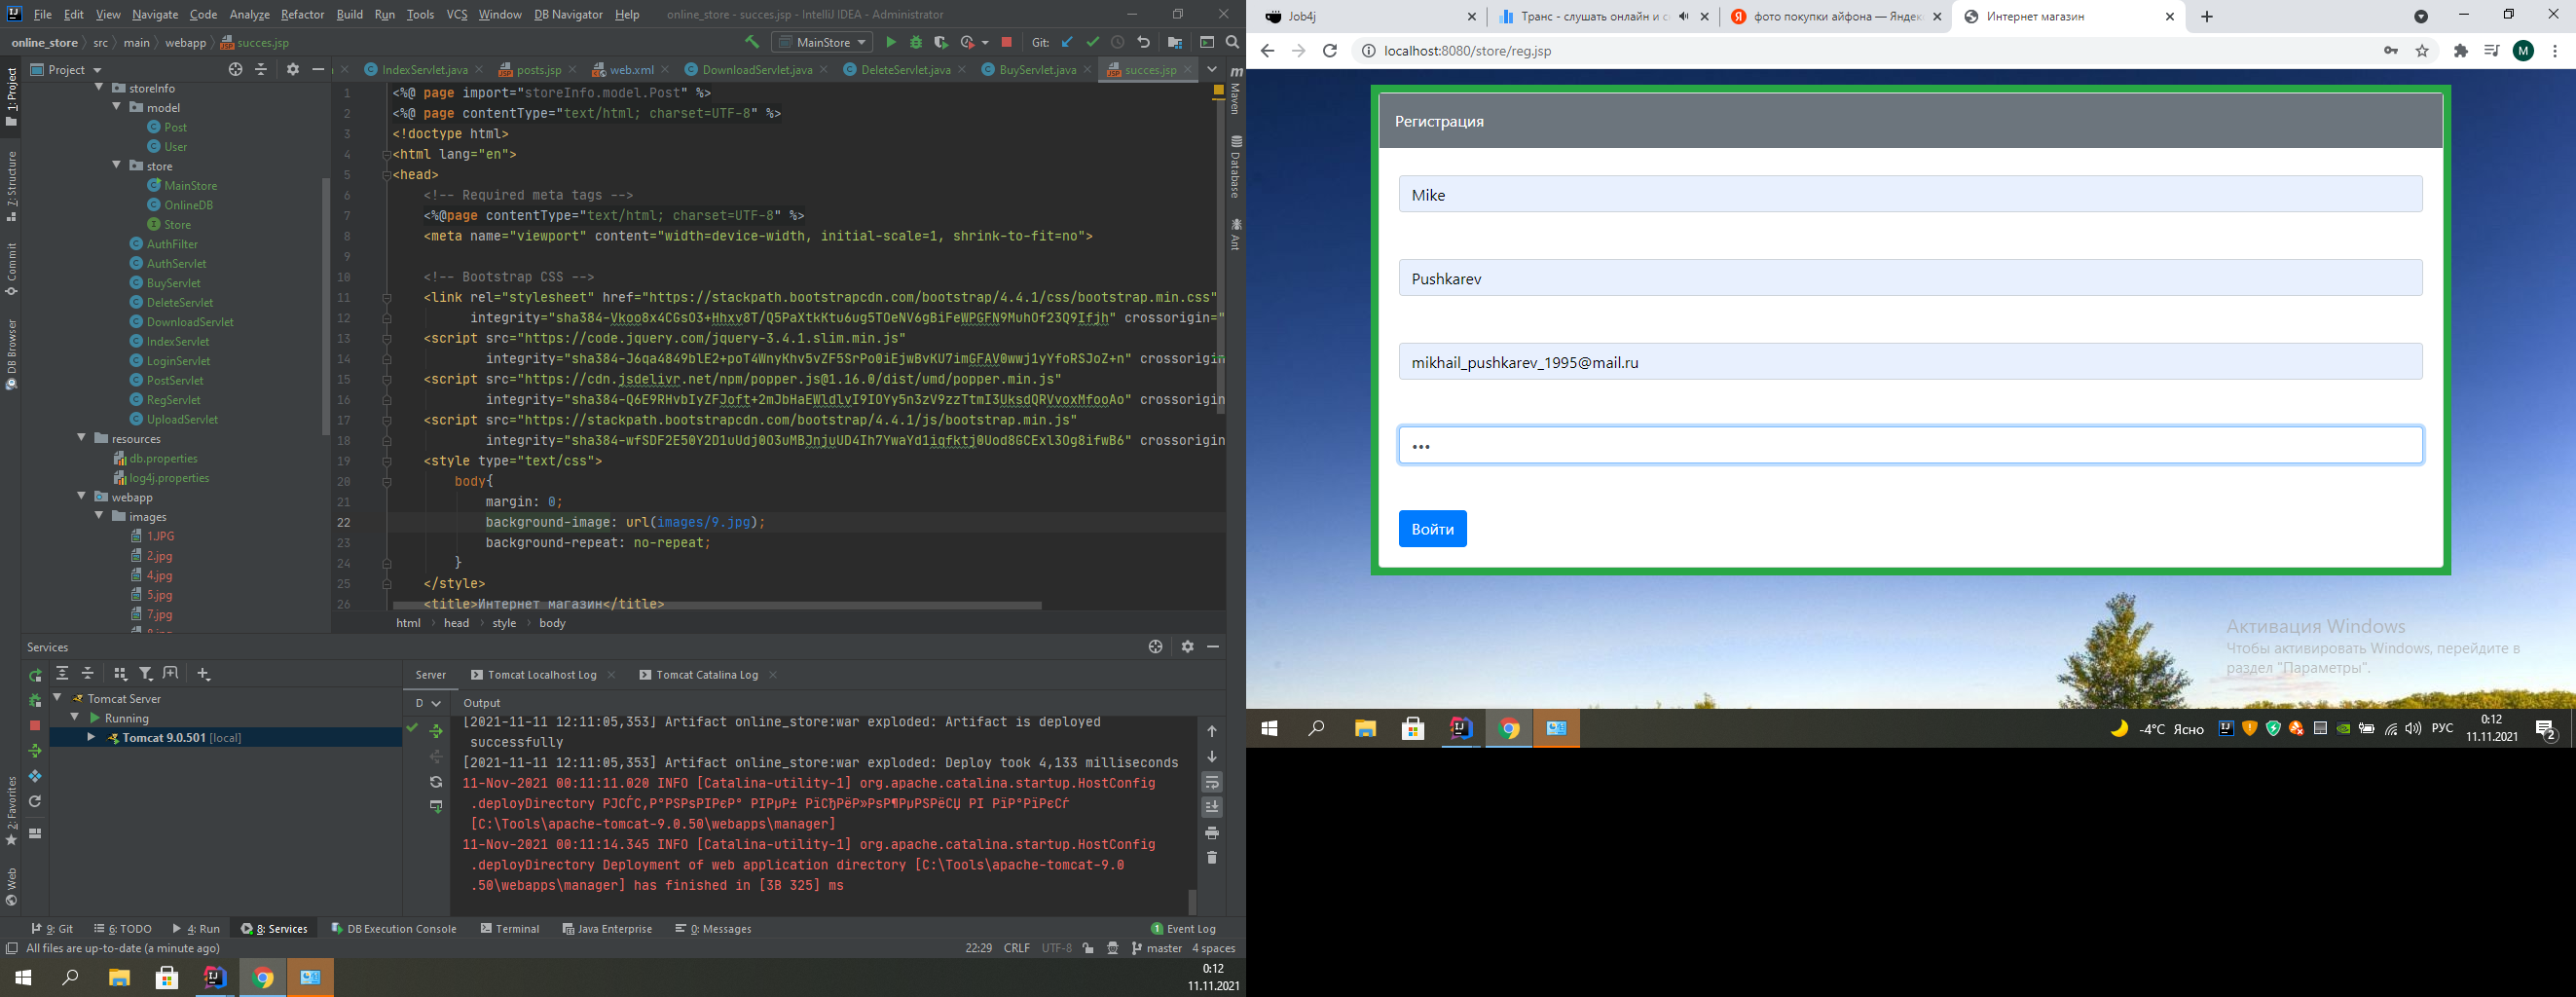 File Edit View Navigate Code Analyze Refactor Build Run Tools VCS Window DB Navigator Help online_store - succes.jsp - IntelliJ IDEA - Administrator
online_store src main webapp succes.jsp
MainStore
Git:
Project
IndexServlet.java posts.jsp web.xml DownloadServlet.java DeleteServlet.java BuyServlet.java succes.jsp
1: Project
7: Structure
Commit
DB Browser
2: Favorites
Web
Maven
Database
Ant
storeInfo
model
Post
User
store
MainStore
OnlineDB
Store
AuthFilter
AuthServlet
BuyServlet
DeleteServlet
DownloadServlet
IndexServlet
LoginServlet
PostServlet
RegServlet
UploadServlet
resources
db.properties
log4j.properties
webapp
images
1.JPG
2.jpg
4.jpg
5.jpg
7.jpg
1 <%@ page import="storeInfo.model.Post" %>
2 <%@ page contentType="text/html; charset=UTF-8" %>
3 <!doctype html>
4 <html lang="en">
5 <head>
6 <!-- Required meta tags -->
7 <%@page contentType="text/html; charset=UTF-8" %>
8 <meta name="viewport" content="width=device-width, initial-scale=1, shrink-to-fit=no">
9
10 <!-- Bootstrap CSS -->
11 <link rel="stylesheet" href="https://stackpath.bootstrapcdn.com/bootstrap/4.4.1/css/bootstrap.min.css"
12 integrity="sha384-Vkoo8x4CGsO3+Hhxv8T/Q5PaXtkKtu6ug5TOeNV6gBiFeWPGFN9MuhOf23Q9Ifjh" crossorigin="
13 <script src="https://code.jquery.com/jquery-3.4.1.slim.min.js"
14 integrity="sha384-J6qa4849blE2+poT4WnyKhv5vZF5SrPo0iEjwBvKU7imGFAV0wwj1yYfoRSJoZ+n" crossorigin
15 <script src="https://cdn.jsdelivr.net/npm/popper.js@1.16.0/dist/umd/popper.min.js"
16 integrity="sha384-Q6E9RHvbIyZFJoft+2mJbHaEWldlvI9IOYy5n3zV9zzTtmI3UksdQRVvoxMfooAo" crossorigin
17 <script src="https://stackpath.bootstrapcdn.com/bootstrap/4.4.1/js/bootstrap.min.js"
18 integrity="sha384-wfSDF2E50Y2D1uUdj0O3uMBJnjuUD4Ih7YwaYd1iqfktj0Uod8GCExl3Og8ifwB6" crossorigin
19 <style type="text/css">
20 body{
21 margin: 0;
22 background-image: url(images/9.jpg);
23 background-repeat: no-repeat;
24 }
25 </style>
26 <title>Интернет магазин</title>
html head style body
Services
Tomcat Server
Running
Tomcat 9.0.501 [local]
Server Tomcat Localhost Log Tomcat Catalina Log
D Output
[2021-11-11 12:11:05,353] Artifact online_store:war exploded: Artifact is deployed
successfully
[2021-11-11 12:11:05,353] Artifact online_store:war exploded: Deploy took 4,133 milliseconds
11-Nov-2021 00:11:11.020 INFO [Catalina-utility-1] org.apache.catalina.startup.HostConfig
.deployDirectory
[C:\Tools\apache-tomcat-9.0.50\webapps\manager]
11-Nov-2021 00:11:14.345 INFO [Catalina-utility-1] org.apache.catalina.startup.HostConfig
.deployDirectory Deployment of web application directory [C:\Tools\apache-tomcat-9.0
.50\webapps\manager] has finished in [3В 325] ms
9: Git 6: TODO 4: Run 8: Services DB Execution Console Terminal Java Enterprise 0: Messages 1 Event Log
All files are up-to-date (a minute ago) 22:29 CRLF UTF-8 master 4 spaces
0:12
11.11.2021
Job4j Транс - слушать онлайн и с фото покупки айфона — Яндек Интернет магазин
localhost:8080/store/reg.jsp
M
Регистрация
Mike
Pushkarev
mikhail_pushkarev_1995@mail.ru
•••
Войти
Активация Windows
Чтобы активировать Windows, перейдите в
раздел "Параметры".
-4°C Ясно РУС 0:12
11.11.2021
2